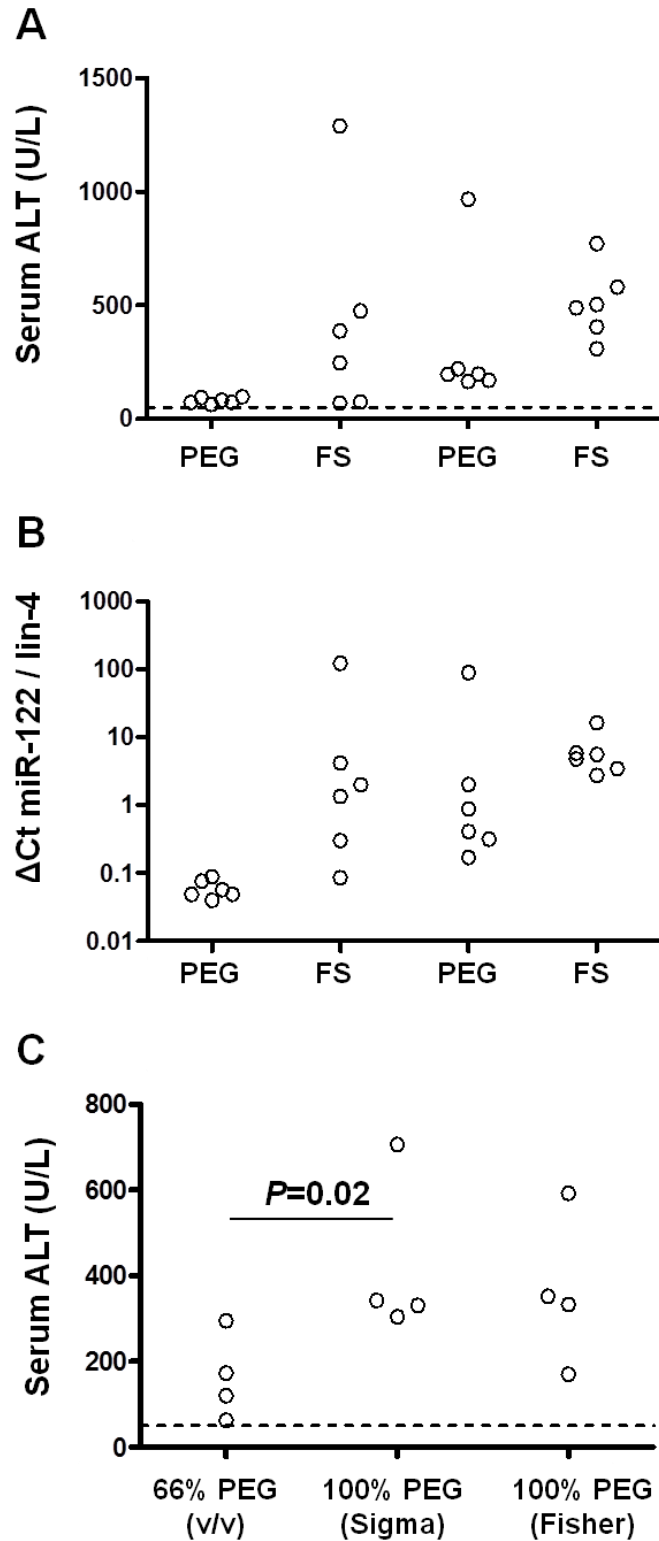 A
Serum ALT (U/L)
1500
1000
500
0
PEG FS PEG FS
B
ΔCt miR-122 / lin-4
1000
100
10
1
0.1
0.01
PEG FS PEG FS
C
Serum ALT (U/L)
800
600
400
200
0
P=0.02
66% PEG 100% PEG 100% PEG
(v/v) (Sigma) (Fisher)